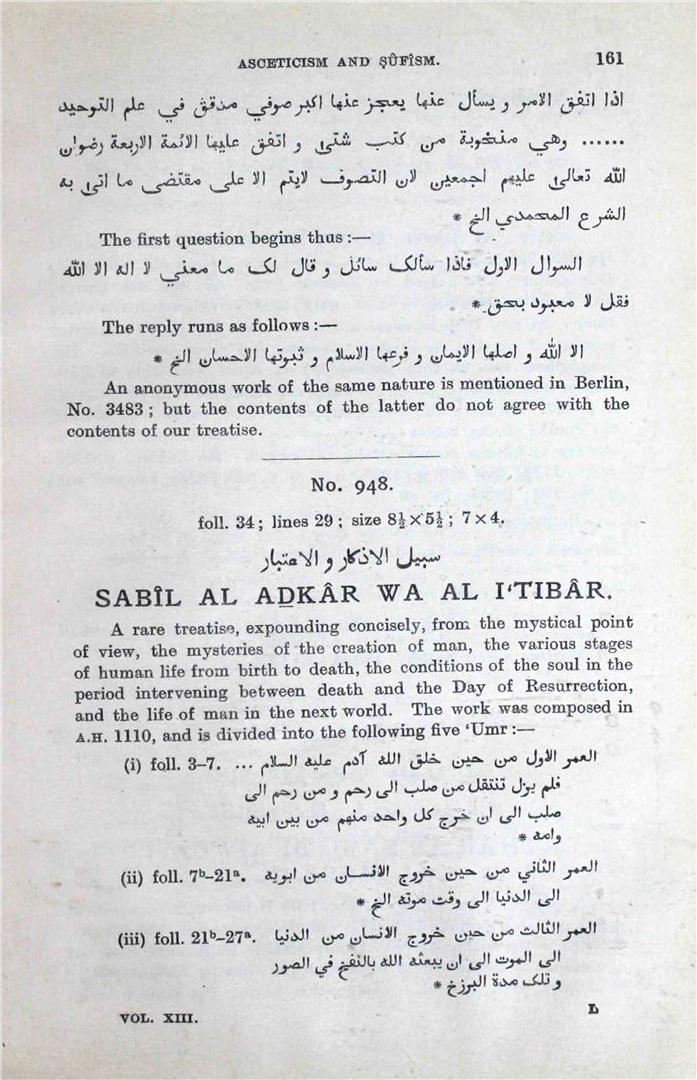 ASCETICISM AND ṢÛFÎSM. 161
اذا اتفق الامر و يسأل عنها يعجز عنها اكبر صوفي مدقق في علم التوحيد
...... وهي منخوبة من كتب شتى و اتفق عليها الائمة الاربعة رضوان
الله تعالى عليهم اجمعين لان التصوف لايتم الا على مقتضى ما اتى به
الشرع المحمدي الخ *
The first question begins thus :—
السوال الاول فاذا سألك سائل و قال لك ما معني لا اله الا الله
فقل لا معبود بحق *
The reply runs as follows :—
الا الله و اصلها الايمان و فرعها الاسلام و ثبوتها الاحسان الخ *
An anonymous work of the same nature is mentioned in Berlin,
No. 3483 ; but the contents of the latter do not agree with the
contents of our treatise.
No. 948.
foll. 34 ; lines 29 ; size 8½ × 5½ ; 7 × 4.
سبيل الاذكار و الاعتبار
SABÎL AL AḎKÂR WA AL I‘TIBÂR.
A rare treatise, expounding concisely, from the mystical point
of view, the mysteries of the creation of man, the various stages
of human life from birth to death, the conditions of the soul in the
period intervening between death and the Day of Resurrection,
and the life of man in the next world. The work was composed in
A.H. 1110, and is divided into the following five ‘Umr :—
(i) foll. 3–7. العمر الاول من حين خلق الله آدم عليه السلام ...
فلم يزل تنتقل من صلب الى رحم و من رحم الى
صلب الى ان خرج كل واحد منهم من بين ابيه
وامه *
(ii) foll. 7ᵇ–21ᵃ. العمر الثاني من حين خروج الانسان من ابويه
الى الدنيا الى وقت موته الخ *
(iii) foll. 21ᵇ–27ᵃ. العمر الثالث من حين خروج الانسان من الدنيا
الى الموت الى ان يبعثه الله بالنفخ في الصور
و تلك مدة البرزخ *
VOL. XIII. L